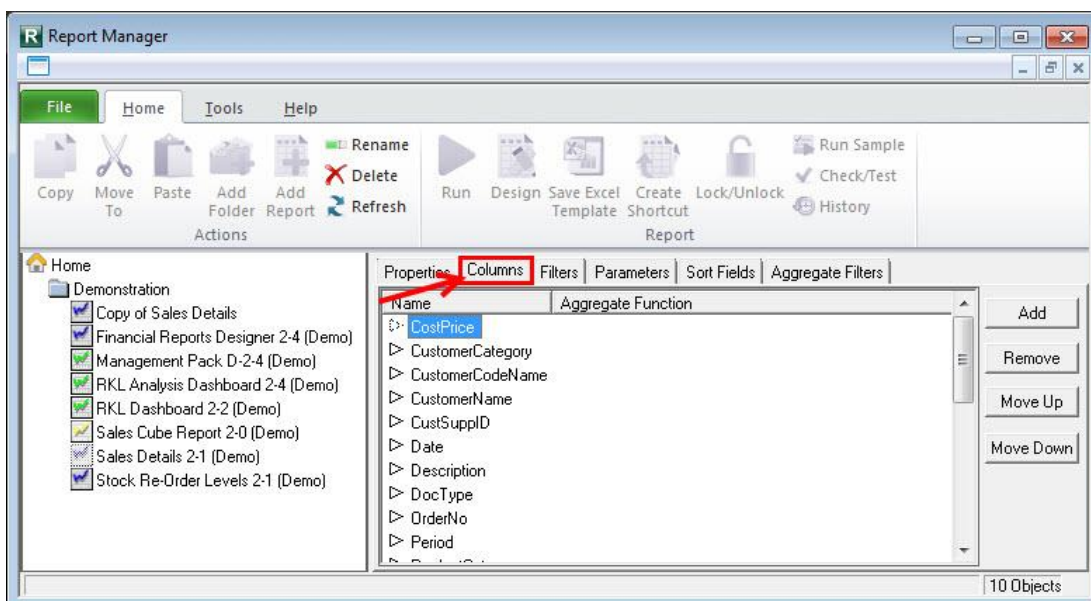 Report Manager
File Home Tools Help
Copy
Move To
Paste
Add Folder
Add Report
Rename
Delete
Refresh
Actions
Run
Design
Save Excel Template
Create Shortcut
Lock/Unlock
Run Sample
Check/Test
History
Report
Home
Demonstration
Copy of Sales Details
Financial Reports Designer 2-4 (Demo)
Management Pack D-2-4 (Demo)
RKL Analysis Dashboard 2-4 (Demo)
RKL Dashboard 2-2 (Demo)
Sales Cube Report 2-0 (Demo)
Sales Details 2-1 (Demo)
Stock Re-Order Levels 2-1 (Demo)
Properties Columns Filters Parameters Sort Fields Aggregate Filters
Name Aggregate Function
CostPrice
CustomerCategory
CustomerCodeName
CustomerName
CustSuppID
Date
Description
DocType
OrderNo
Period
Add
Remove
Move Up
Move Down
10 Objects